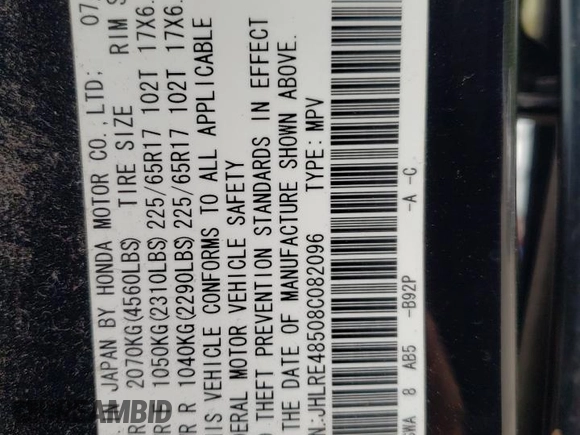 JAPAN BY HONDA MOTOR CO.,LTD; 07
2070KG(4560LBS) TIRE SIZE RIM S
1050KG(2310LBS) 225/65R17 102T 17X6.
R 1040KG(2290LBS) 225/65R17 102T 17X6.
IS VEHICLE CONFORMS TO ALL APPLICABLE
ERAL MOTOR VEHICLE SAFETY
D THEFT PREVENTION STANDARDS IN EFFECT
E DATE OF MANUFACTURE SHOWN ABOVE.
N:JHLRE48508C082096 TYPE: MPV
SWA 8 AB5 -B92P -A -C